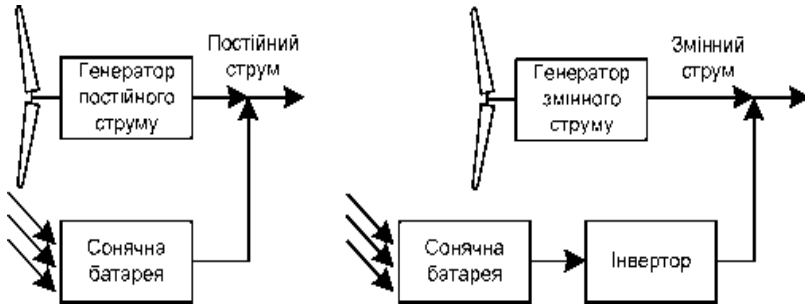 Постійний
струм
Генератор
постійного
струму
Сонячна
батарея
Змінний
струм
Генератор
змінного
струму
Сонячна
батарея
Інвертор